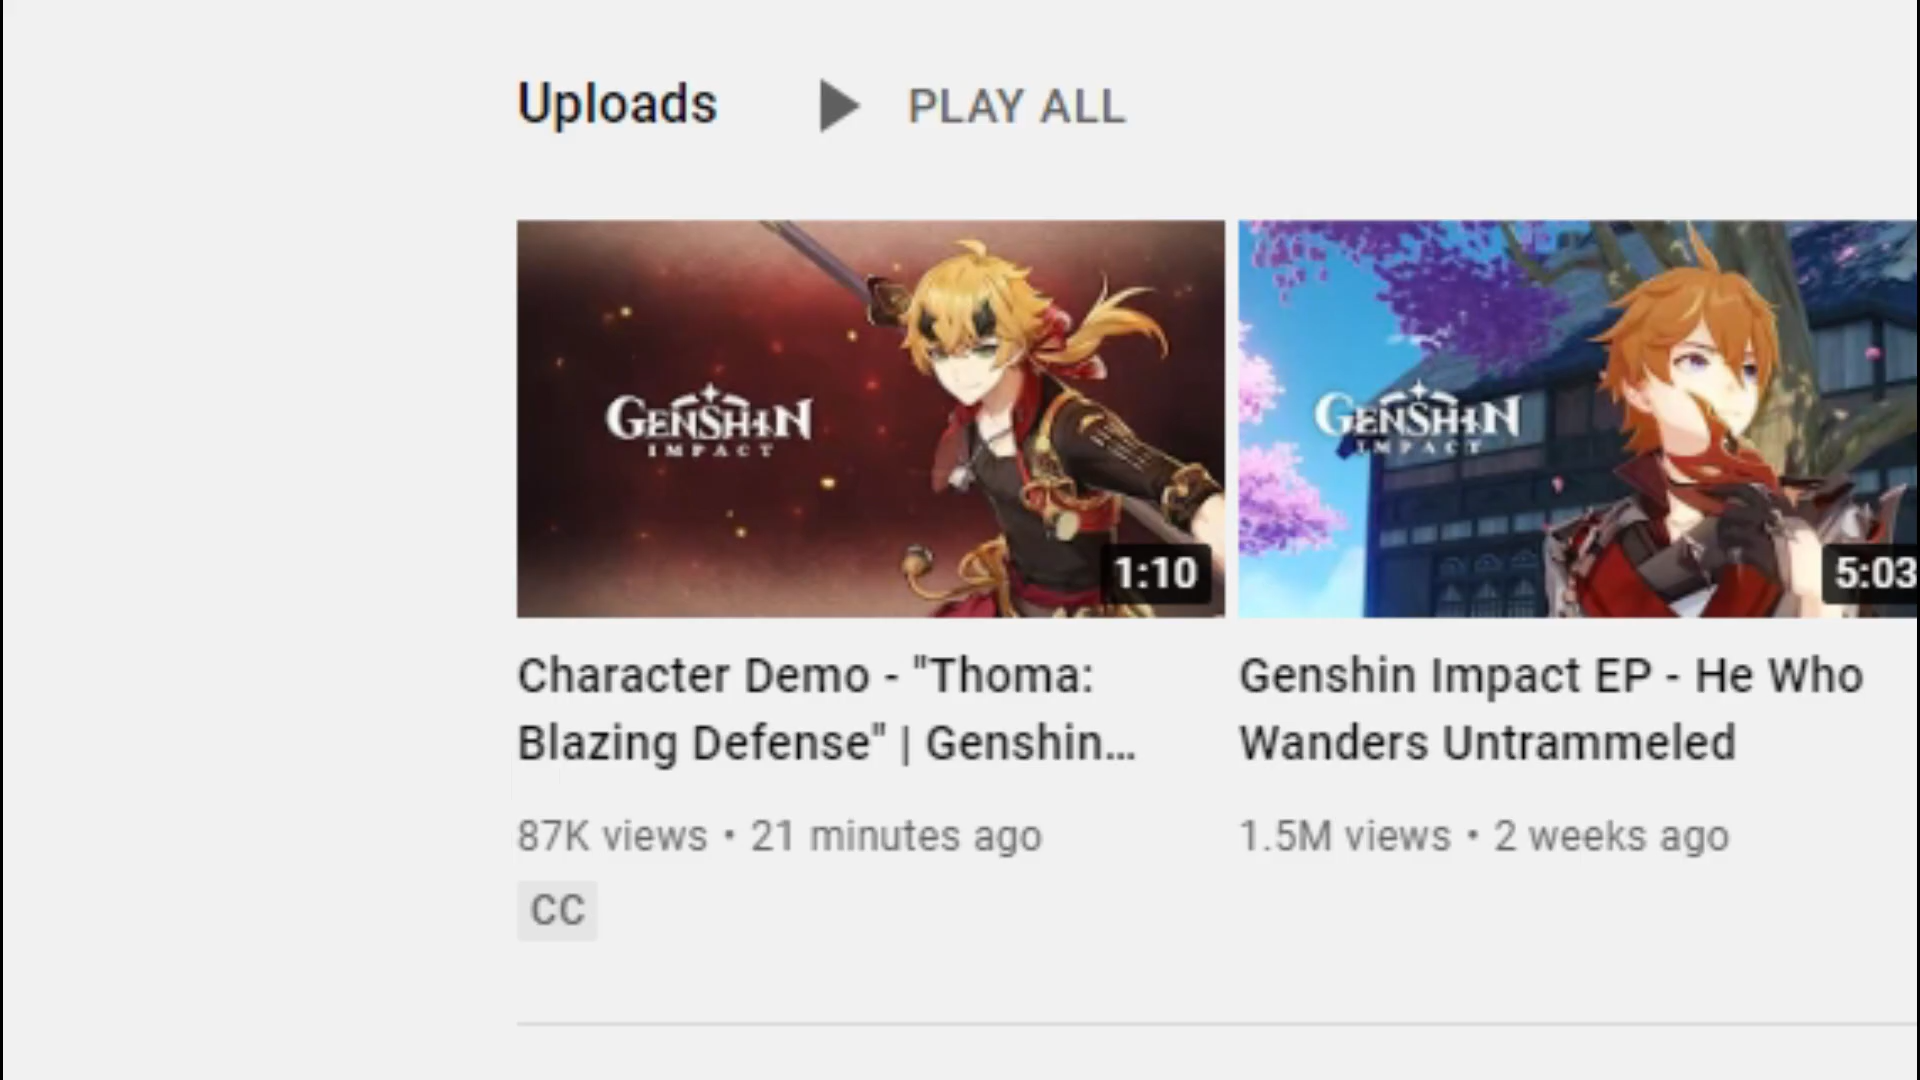 Uploads
PLAY ALL
GENSHIN
IMPACT
1:10
GENSHIN
IMPACT
5:03
Character Demo - "Thoma:
Blazing Defense" | Genshin...
87K views • 21 minutes ago
CC
Genshin Impact EP - He Who
Wanders Untrammeled
1.5M views • 2 weeks ago